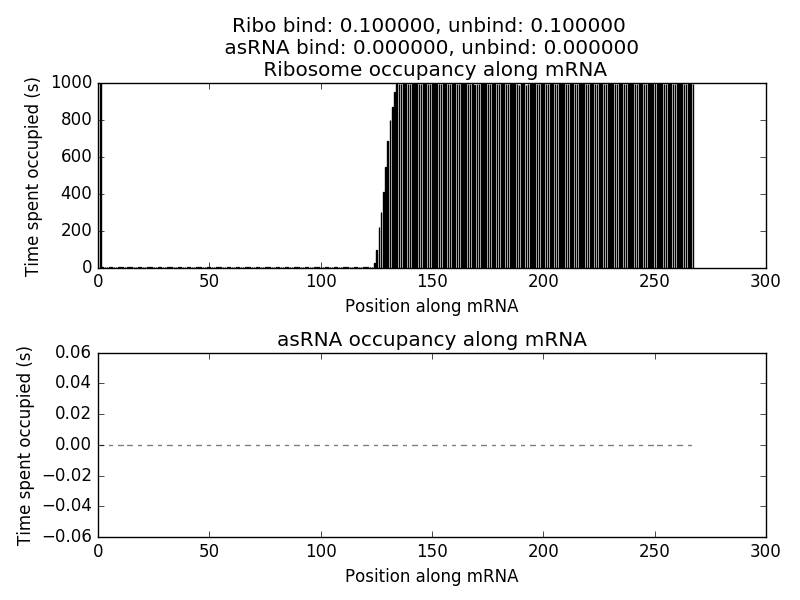 Ribo bind: 0.100000, unbind: 0.100000
asRNA bind: 0.000000, unbind: 0.000000
Ribosome occupancy along mRNA
Time spent occupied (s)
1000
800
600
400
200
0
0 50 100 150 200 250 300
Position along mRNA
asRNA occupancy along mRNA
Time spent occupied (s)
0.06
0.04
0.02
0.00
−0.02
−0.04
−0.06
0 50 100 150 200 250 300
Position along mRNA